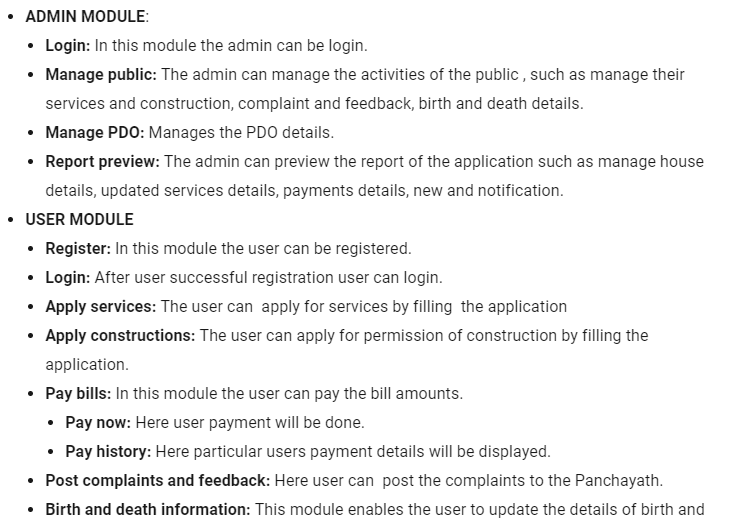 ADMIN MODULE:
Login: In this module the admin can be login.
Manage public: The admin can manage the activities of the public , such as manage their
services and construction, complaint and feedback, birth and death details.
Manage PDO: Manages the PDO details.
Report preview: The admin can preview the report of the application such as manage house
details, updated services details, payments details, new and notification.
USER MODULE
Register: In this module the user can be registered.
Login: After user successful registration user can login.
Apply services: The user can  apply for services by filling  the application
Apply constructions: The user can apply for permission of construction by filling the
application.
Pay bills: In this module the user can pay the bill amounts.
Pay now: Here user payment will be done.
Pay history: Here particular users payment details will be displayed.
Post complaints and feedback: Here user can  post the complaints to the Panchayath.
Birth and death information: This module enables the user to update the details of birth and